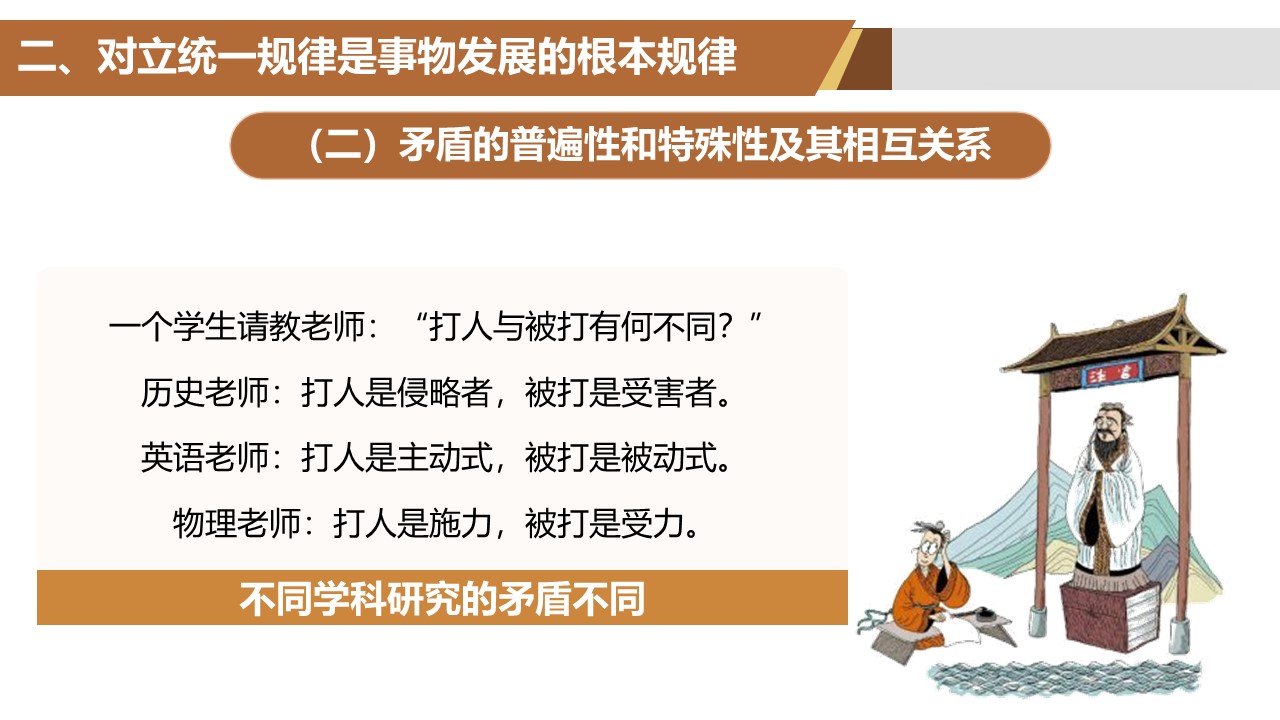 二、对立统一规律是事物发展的根本规律
（二）矛盾的普遍性和特殊性及其相互关系
一个学生请教老师：“打人与被打有何不同？”
历史老师：打人是侵略者，被打是受害者。
英语老师：打人是主动式，被打是被动式。
物理老师：打人是施力，被打是受力。
不同学科研究的矛盾不同